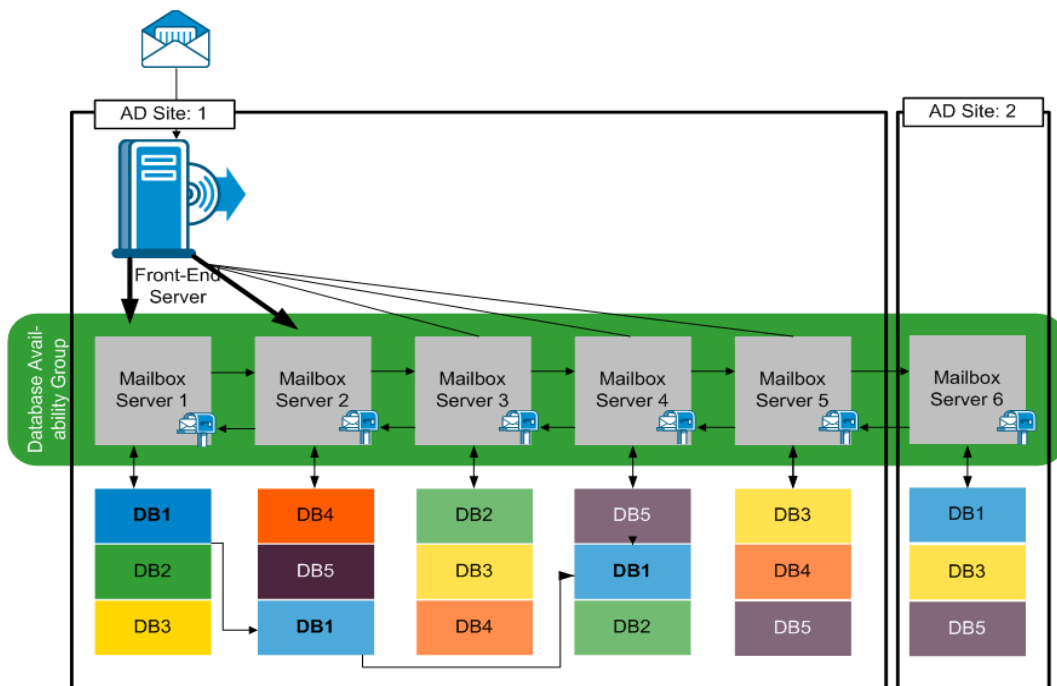 AD Site: 1
AD Site: 2
Front-End
Server
Database Avail-
ability Group
Mailbox
Server 1
Mailbox
Server 2
Mailbox
Server 3
Mailbox
Server 4
Mailbox
Server 5
Mailbox
Server 6
DB1
DB2
DB3
DB4
DB5
DB1
DB2
DB3
DB4
DB5
DB1
DB2
DB3
DB4
DB5
DB1
DB3
DB5